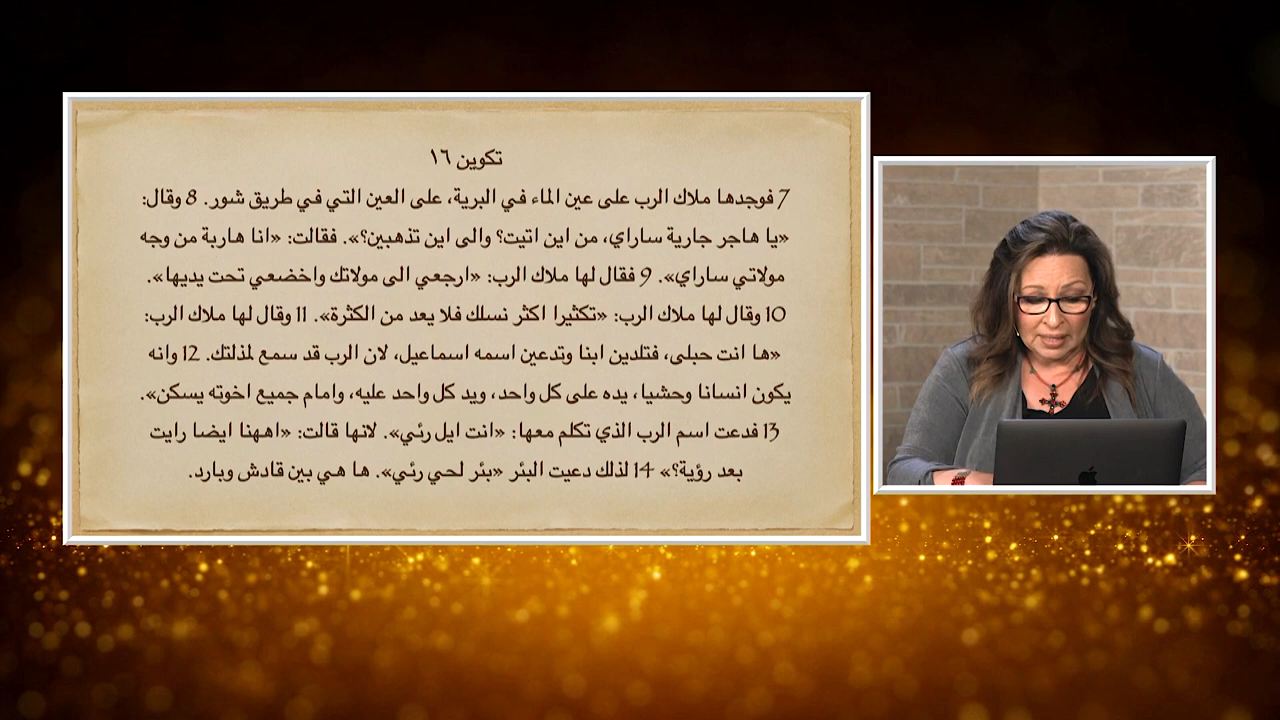 تكوين ١٦
7 فوجدها ملاك الرب على عين الماء في البرية، على العين التي في طريق شور. 8 وقال:
«يا هاجر جارية ساراي، من اين اتيت؟ والى اين تذهبين؟». فقالت: «انا هاربة من وجه
مولاتي ساراي». 9 فقال لها ملاك الرب: «ارجعي الى مولاتك واخضعي تحت يديها».
10 وقال لها ملاك الرب: «تكثيرا اكثر نسلك فلا يعد من الكثرة». 11 وقال لها ملاك الرب:
«ها انت حبلى، فتلدين ابنا وتدعين اسمه اسماعيل، لان الرب قد سمع لمذلتك. 12 وانه
يكون انسانا وحشيا، يده على كل واحد، ويد كل واحد عليه، وامام جميع اخوته يسكن».
13 فدعت اسم الرب الذي تكلم معها: «انت ايل رئي». لانها قالت: «اههنا ايضا رايت
بعد رؤية؟» 14 لذلك دعيت البئر «بئر لحي رئي». ها هي بين قادش وبارد.